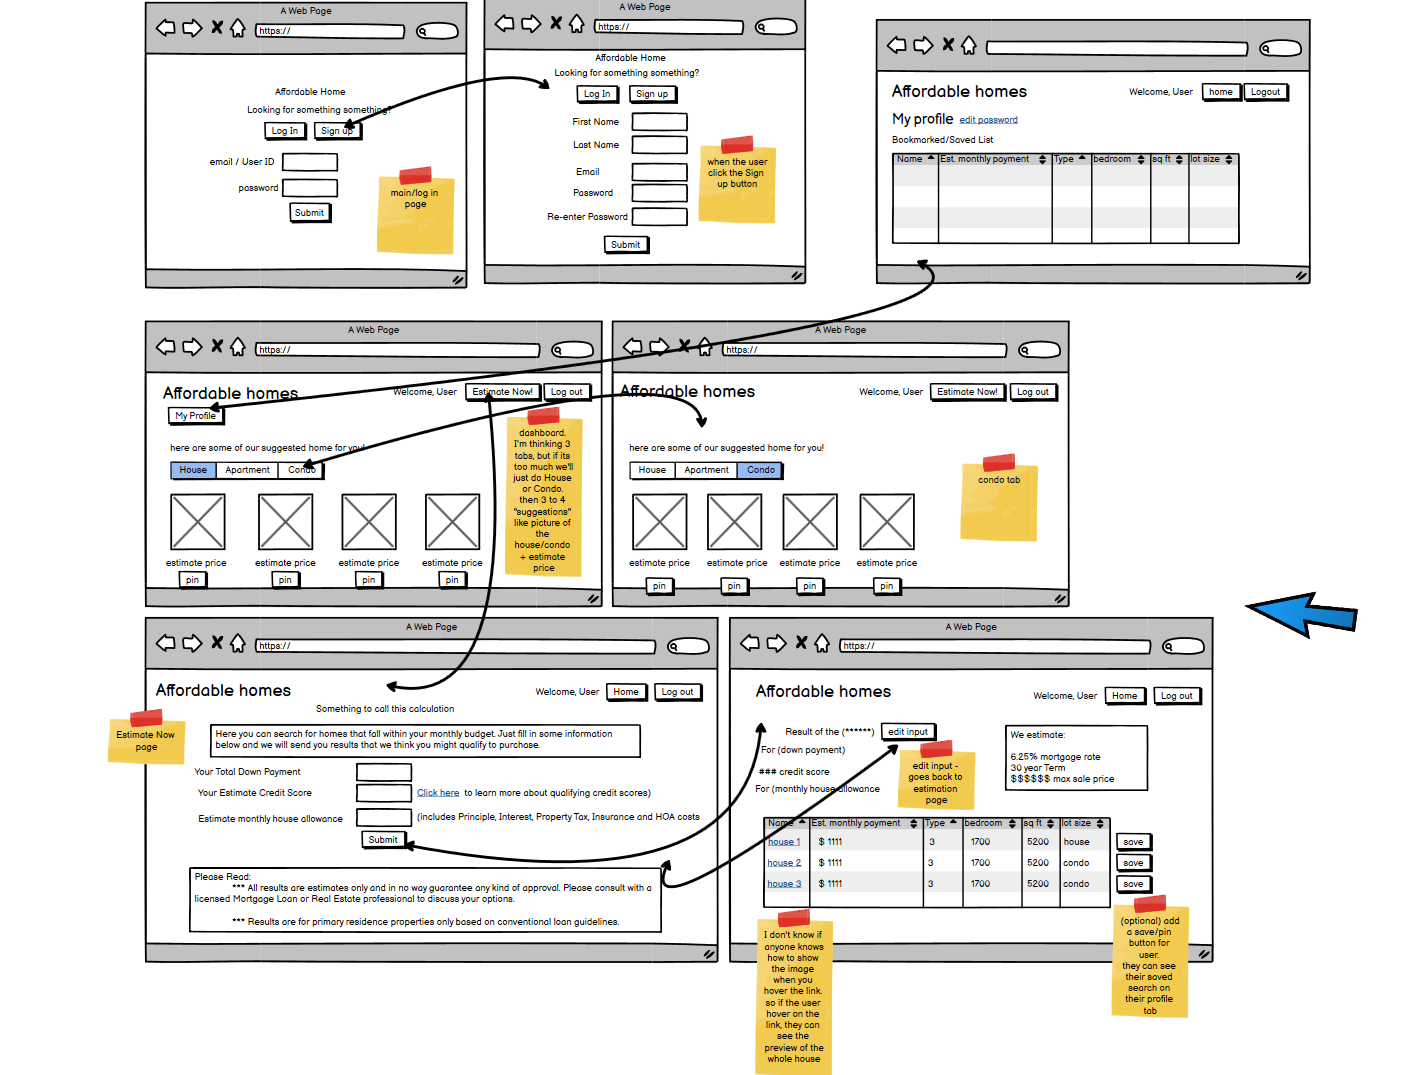 A Web Page
https://
Affordable Home
Looking for something something?
Log In
Sign up
email / User ID
password
Submit
main/log in
page
A Web Page
https://
Affordable Home
Looking for something something?
Log In
Sign up
First Name
Last Name
Email
Password
Re-enter Password
Submit
when the user
click the Sign
up button
Affordable homes
Welcome, User
home
Logout
My profile
edit password
Bookmarked/Saved List
Name
Est. monthly payment
Type
bedroom
sq ft
lot size
A Web Page
https://
Affordable homes
Welcome, User
Estimate Now!
Log out
My Profile
here are some of our suggested home for you!
House
Apartment
Condo
estimate price
estimate price
estimate price
estimate price
pin
pin
pin
pin
dashboard.
I'm thinking 3
tabs, but if its
too much we'll
just do House
or Condo.
then 3 to 4
"suggestions"
like picture of
the
house/condo
+ estimate
price
A Web Page
https://
Affordable homes
Welcome, User
Estimate Now!
Log out
here are some of our suggested home for you!
House
Apartment
Condo
estimate price
estimate price
estimate price
estimate price
pin
pin
pin
pin
condo tab
A Web Page
https://
Affordable homes
Welcome, User
Home
Log out
Something to call this calculation
Estimate Now
page
Here you can search for homes that fall within your monthly budget. Just fill in some information
below and we will send you results that we think you might qualify to purchase.
Your Total Down Payment
Your Estimate Credit Score
Click here to learn more about qualifying credit scores)
Estimate monthly house allowance
(includes Principle, Interest, Property Tax, Insurance and HOA costs
Submit
Please Read:
*** All results are estimates only and in no way guarantee any kind of approval. Please consult with a
licensed Mortgage Loan or Real Estate professional to discuss your options.
*** Results are for primary residence properties only based on conventional loan guidelines.
A Web Page
https://
Affordable homes
Welcome, User
Home
Log out
Result of the (******)
edit input
For (down payment)
### credit score
For (monthly house allowance
edit input -
goes back to
estimation
page
We estimate:
6.25% mortgage rate
30 year Term
$$$$$$ max sale price
Name
Est. monthly payment
Type
bedroom
sq ft
lot size
house 1
$ 1111
3
1700
5200
house
save
house 2
$ 1111
3
1700
5200
condo
save
house 3
$ 1111
3
1700
5200
condo
save
I don't know if
anyone knows
how to show
the image
when you
hover the link.
so if the user
hover on the
link, they can
see the
preview of the
whole house
(optional) add
a save/pin
button for
user.
they can see
their saved
search on
their profile
tab